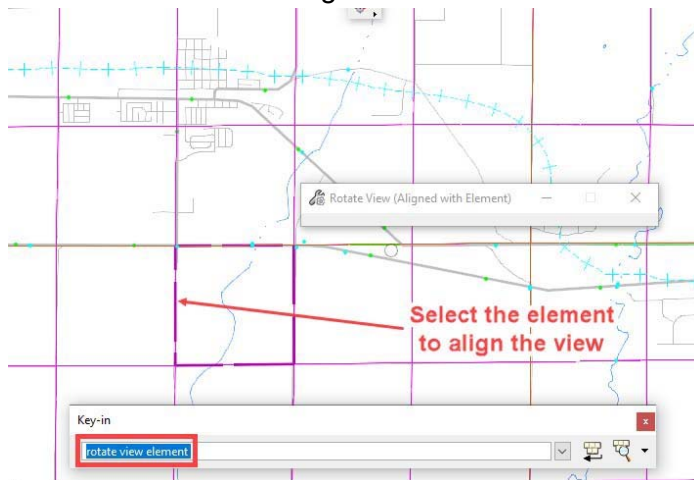 Rotate View (Aligned with Element)
Select the element
to align the view
Key-in
rotate view element